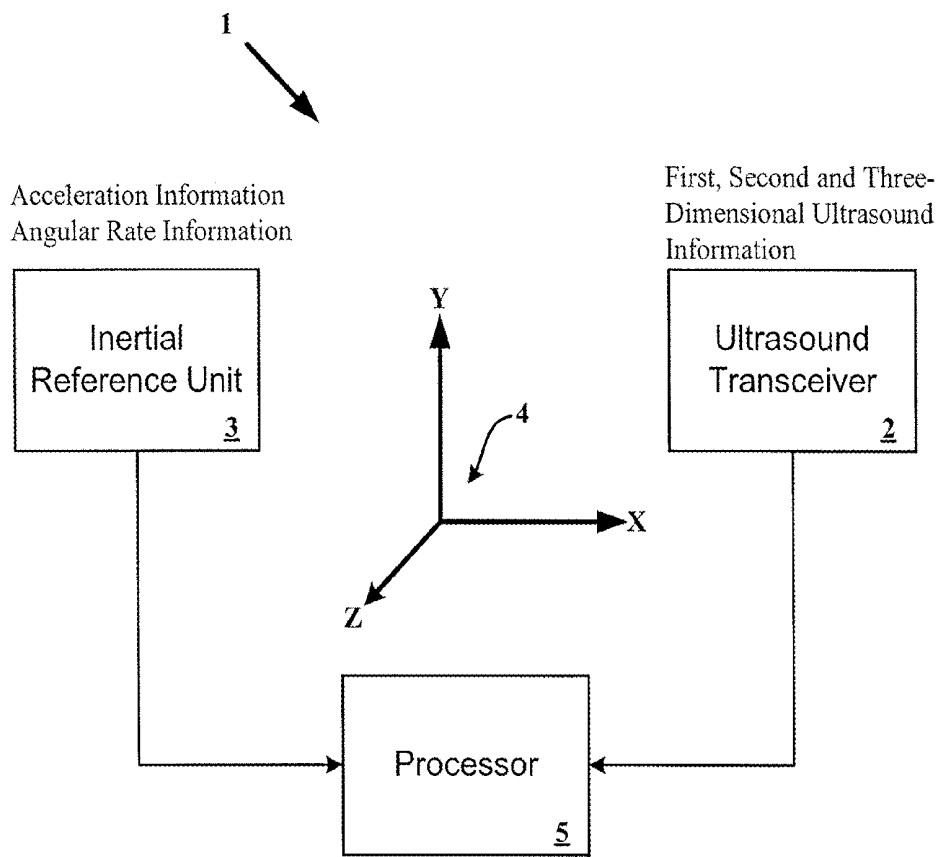 1
Acceleration Information
Angular Rate Information
First, Second and Three-
Dimensional Ultrasound
Information
Inertial
Reference Unit
3
Y
4
X
Z
Ultrasound
Transceiver
2
Processor
5